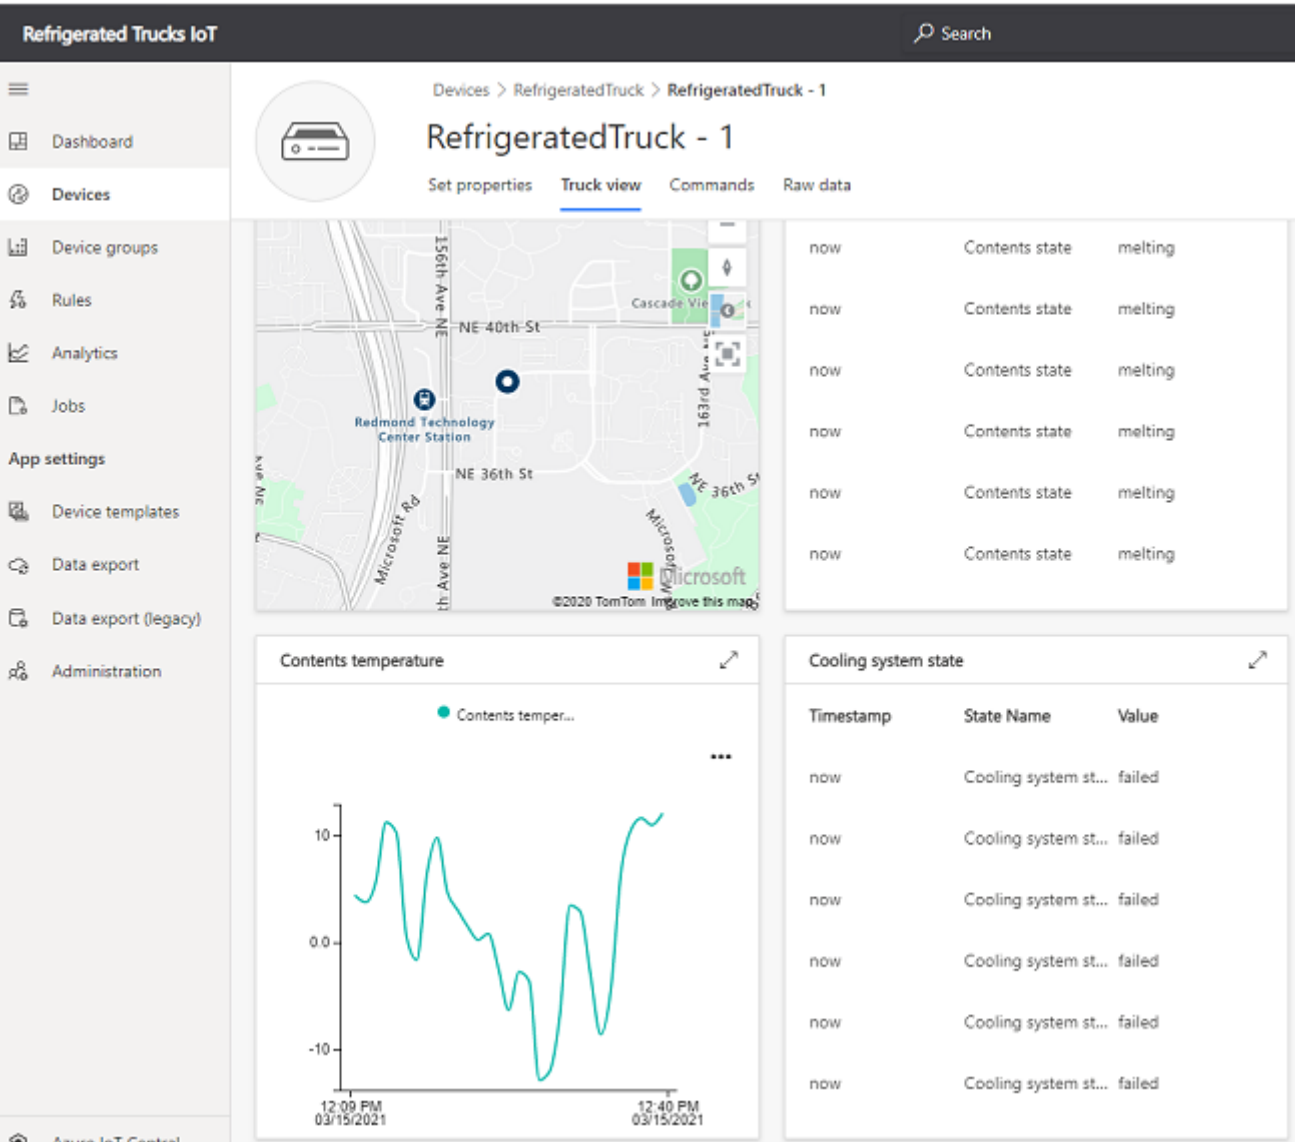 Refrigerated Trucks IoT
Search
Dashboard
Devices
Device groups
Rules
Analytics
Jobs
App settings
Device templates
Data export
Data export (legacy)
Administration
Azure IoT Central
Devices > RefrigeratedTruck > RefrigeratedTruck - 1
RefrigeratedTruck - 1
Set properties Truck view Commands Raw data
156th Ave NE
NE 40th St
Redmond Technology
Center Station
NE 36th St
163rd Ave NE
NE 36th St
Microsoft Rd
Microsoft
©2020 TomTom Improve this map
now Contents state melting
now Contents state melting
now Contents state melting
now Contents state melting
now Contents state melting
now Contents state melting
Contents temperature
Contents temper...
10
0.0
-10
12:09 PM
03/15/2021
12:40 PM
03/15/2021
Cooling system state
Timestamp State Name Value
now Cooling system st... failed
now Cooling system st... failed
now Cooling system st... failed
now Cooling system st... failed
now Cooling system st... failed
now Cooling system st... failed